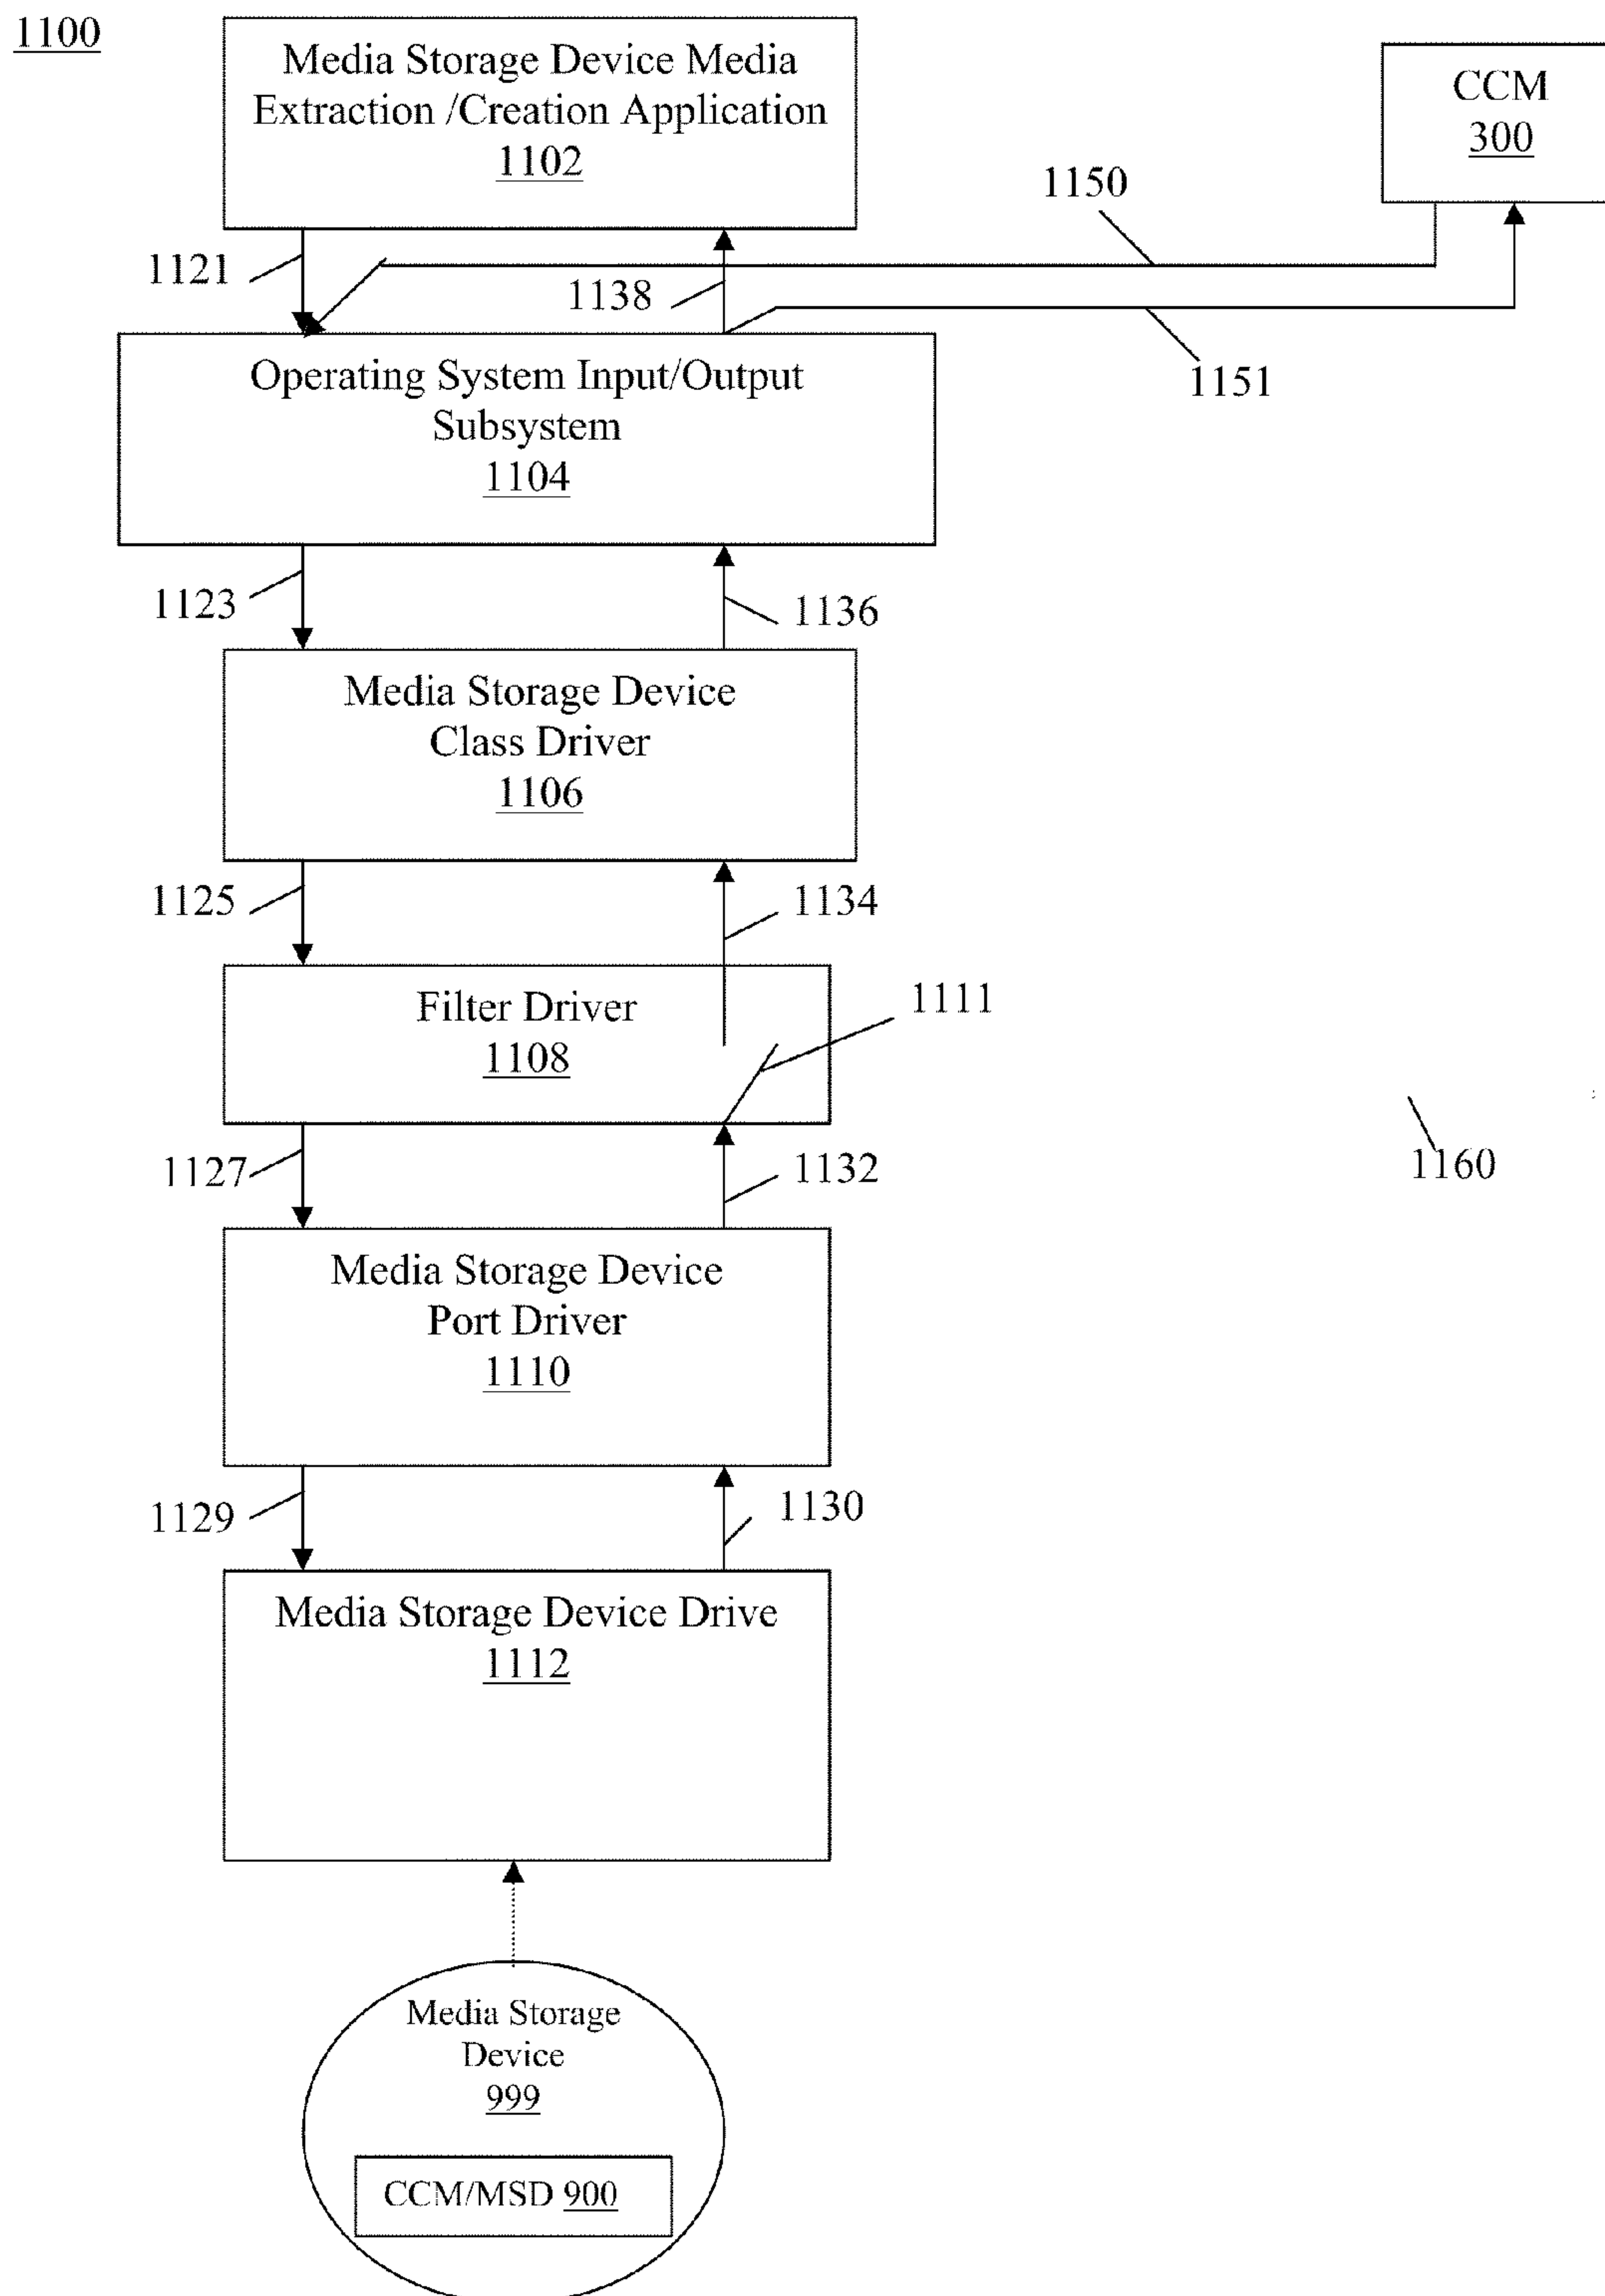 1100
Media Storage Device Media
Extraction /Creation Application
1102
CCM
300
1150
1121
1138
1151
Operating System Input/Output
Subsystem
1104
1123
1136
Media Storage Device
Class Driver
1106
1125
1134
Filter Driver
1108
1111
1127
1132
1160
Media Storage Device
Port Driver
1110
1129
1130
Media Storage Device Drive
1112
Media Storage
Device
999
CCM/MSD 900